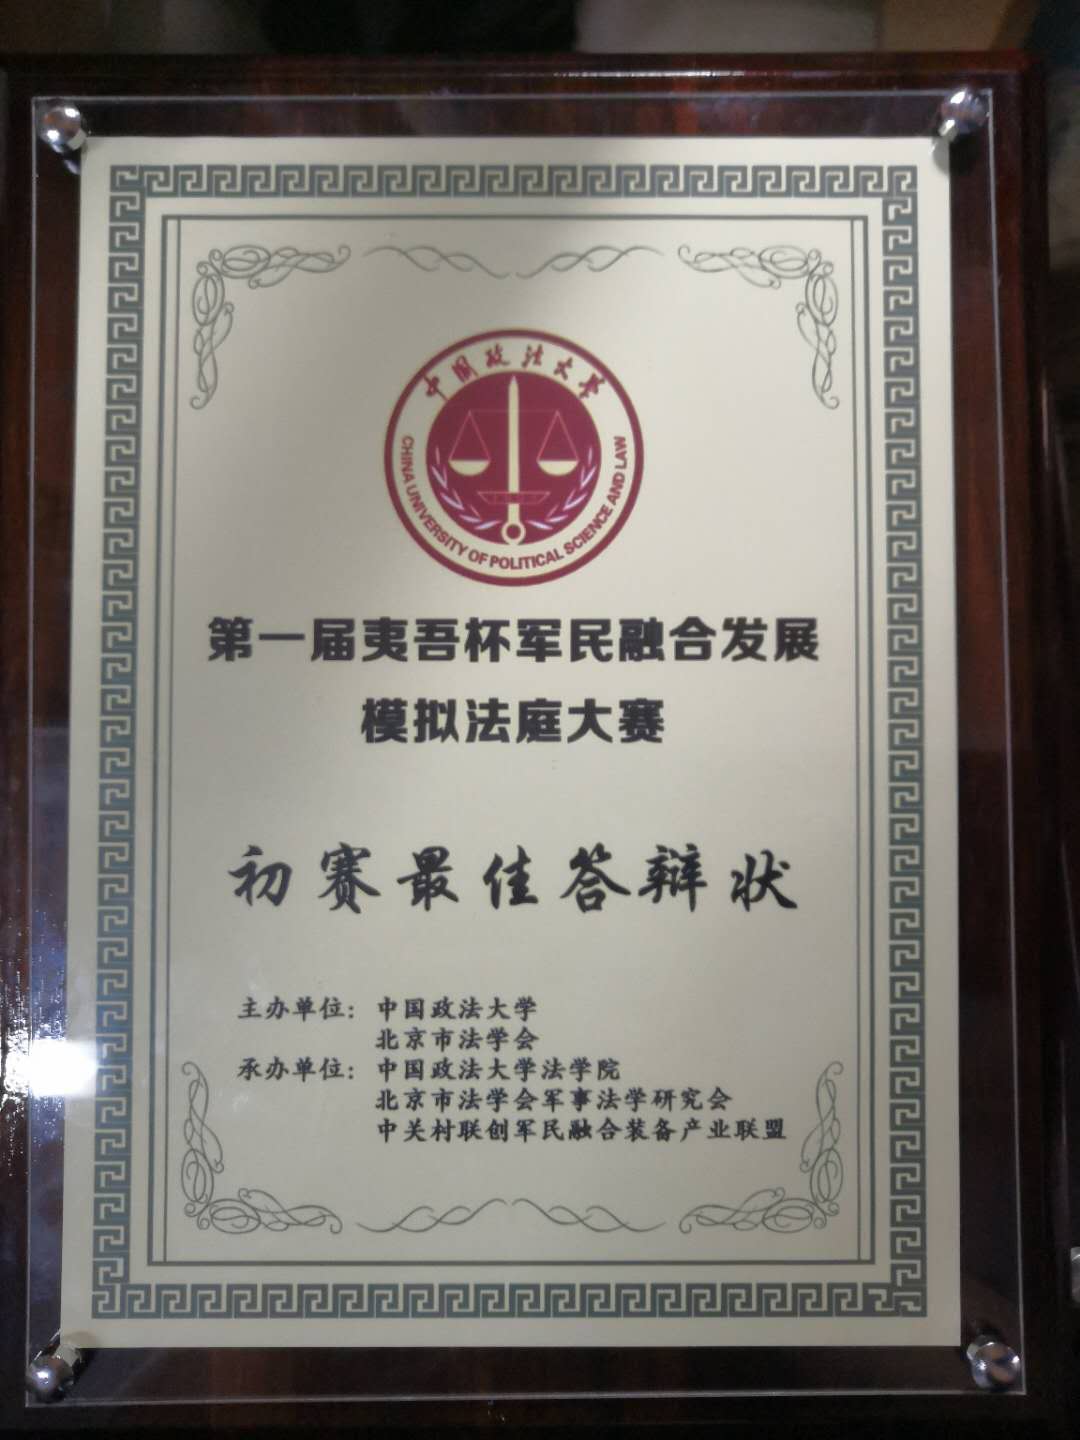 中国政法大学
CHINA UNIVERSITY OF POLITICAL SCIENCE AND LAW
第一届夷吾杯军民融合发展
模拟法庭大赛
初赛最佳答辩状
主办单位：中国政法大学
北京市法学会
承办单位：中国政法大学法学院
北京市法学会军事法学研究会
中关村联创军民融合装备产业联盟